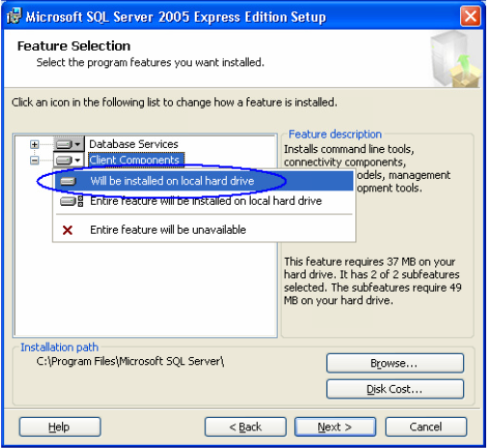 Microsoft SQL Server 2005 Express Edition Setup
Feature Selection
Select the program features you want installed.
Click an icon in the following list to change how a feature is installed.
Database Services
Client Components
Will be installed on local hard drive
Entire feature will be installed on local hard drive
Entire feature will be unavailable
Feature description
Installs command line tools,
connectivity components,
odels, management
opment tools.
This feature requires 37 MB on your
hard drive. It has 2 of 2 subfeatures
selected. The subfeatures require 49
MB on your hard drive.
Installation path
C:\Program Files\Microsoft SQL Server\
Browse...
Disk Cost...
Help
< Back
Next >
Cancel